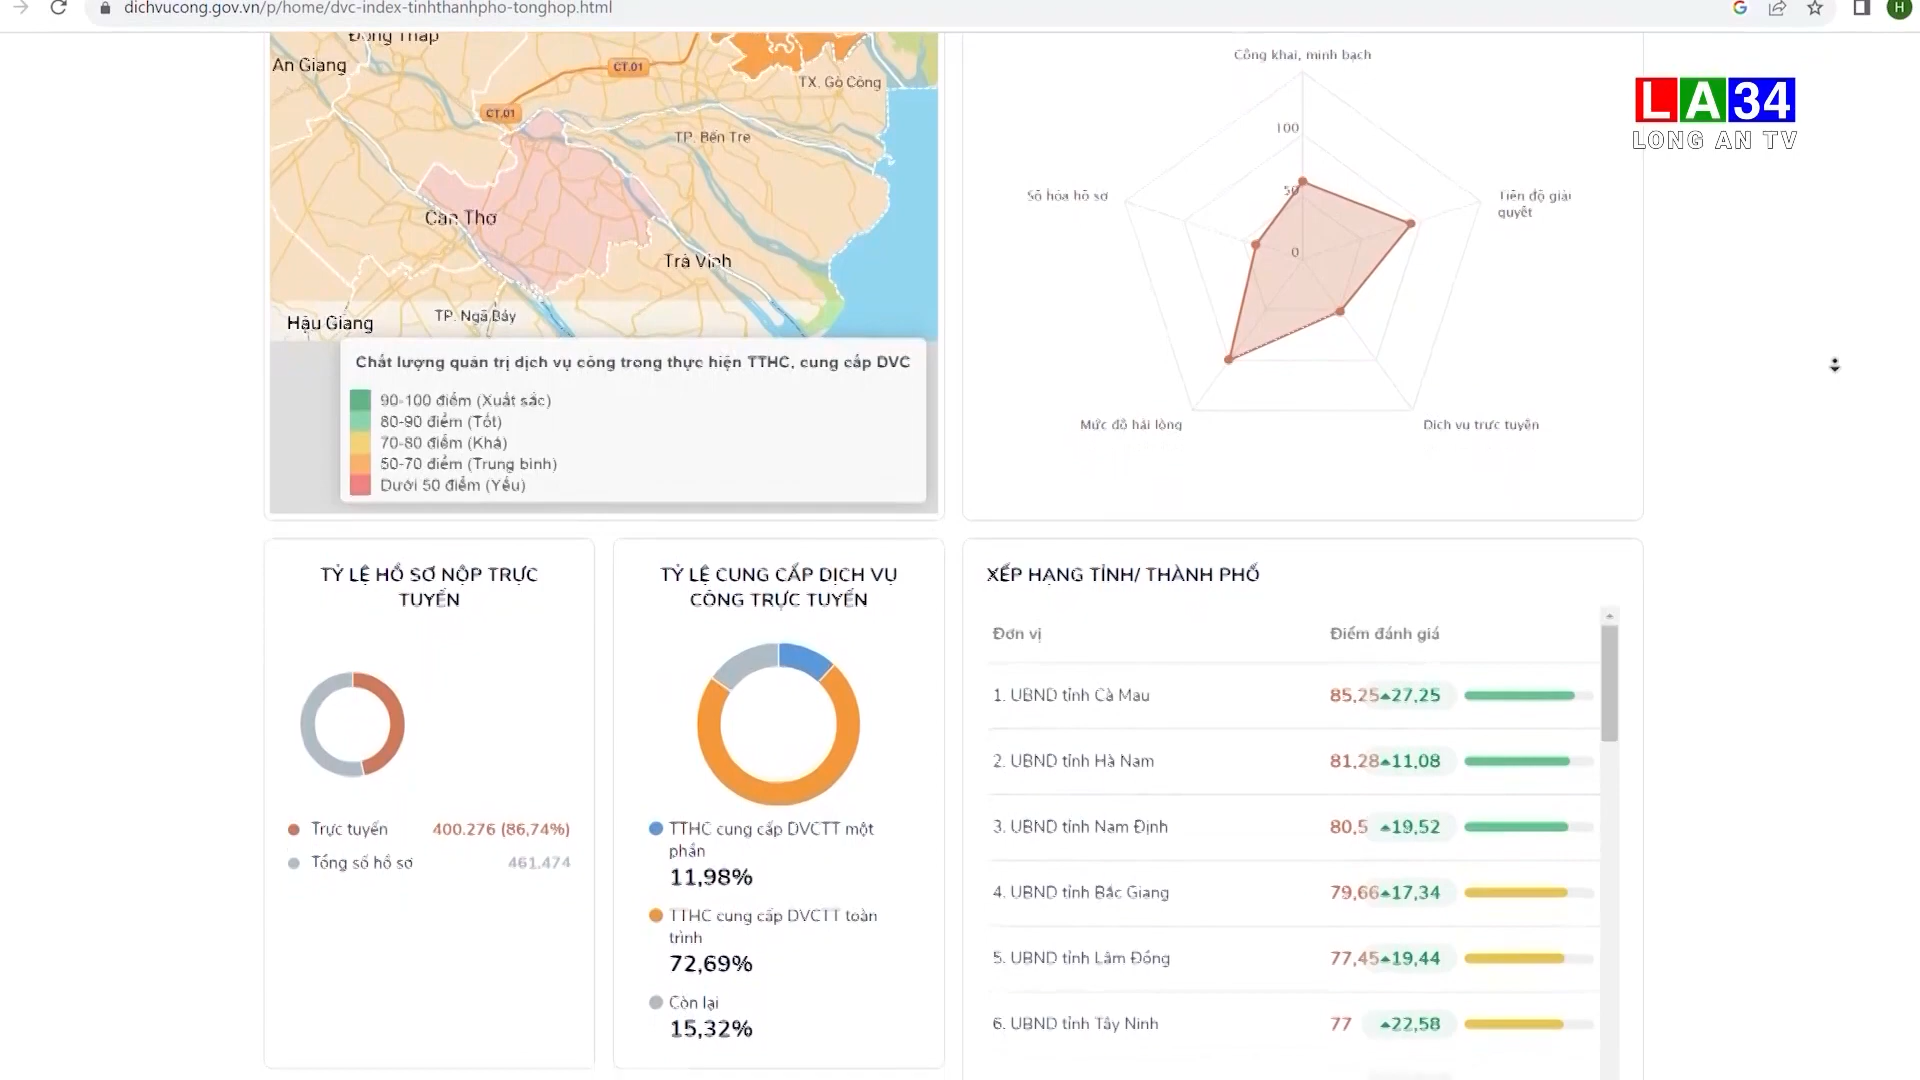 dichvucong.gov.vn/p/home/dvc-index-tinhthanhpho-tonghop.html
H
Đồng Tháp
An Giang
CT.01
TX. Gò Công
CT.01
TP. Bến Tre
Cần Thơ
Trà Vinh
Hậu Giang
TP. Ngã Bảy
Chất lượng quản trị dịch vụ công trong thực hiện TTHC, cung cấp DVC
90-100 điểm (Xuất sắc)
80-90 điểm (Tốt)
70-80 điểm (Khá)
50-70 điểm (Trung bình)
Dưới 50 điểm (Yếu)
Công khai, minh bạch
100
50
0
Số hóa hồ sơ
Tiến độ giải
quyết
Mức độ hài lòng
Dịch vụ trực tuyến
LA34
LONG AN TV
TỶ LỆ HỒ SƠ NỘP TRỰC
TUYẾN
Trực tuyến 400.276 (86,74%)
Tổng số hồ sơ 461.474
TỶ LỆ CUNG CẤP DỊCH VỤ
CÔNG TRỰC TUYẾN
TTHC cung cấp DVCTT một
phần
11,98%
TTHC cung cấp DVCTT toàn
trình
72,69%
Còn lại
15,32%
XẾP HẠNG TỈNH/ THÀNH PHỐ
Đơn vị Điểm đánh giá
1. UBND tỉnh Cà Mau 85,25 27,25
2. UBND tỉnh Hà Nam 81,28 11,08
3. UBND tỉnh Nam Định 80,5 19,52
4. UBND tỉnh Bắc Giang 79,66 17,34
5. UBND tỉnh Lâm Đồng 77,45 19,44
6. UBND tỉnh Tây Ninh 77 22,58